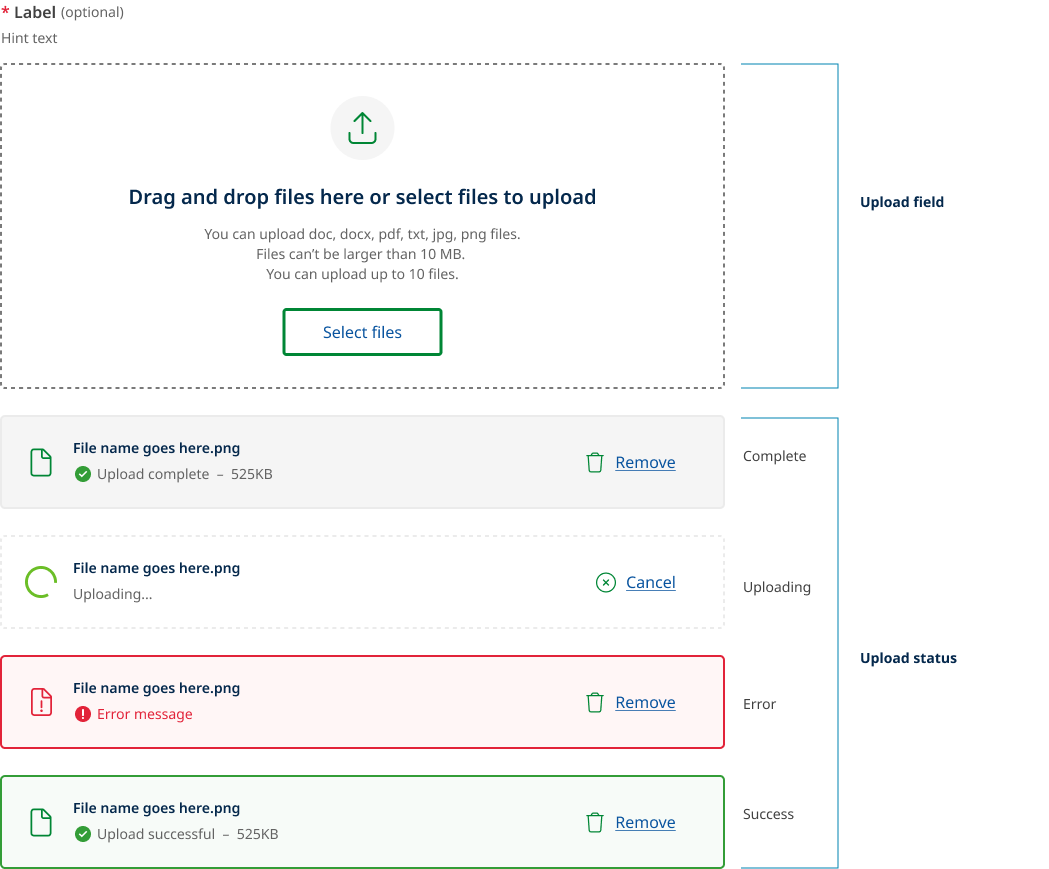 * Label (optional)
Hint text
Drag and drop files here or select files to upload
You can upload doc, docx, pdf, txt, jpg, png files.
Files can’t be larger than 10 MB.
You can upload up to 10 files.
Select files
Upload field
File name goes here.png
Upload complete – 525KB
Remove
Complete
File name goes here.png
Uploading...
Cancel
Uploading
Upload status
File name goes here.png
Error message
Remove
Error
File name goes here.png
Upload successful – 525KB
Remove
Success